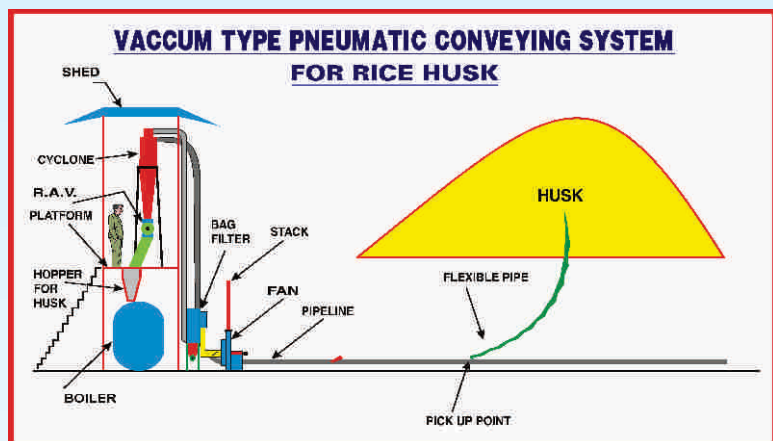 VACCUM TYPE PNEUMATIC CONVEYING SYSTEM
FOR RICE HUSK
SHED
CYCLONE
R.A.V.
PLATFORM
HOPPER
FOR
HUSK
BOILER
BAG
FILTER
STACK
FAN
PIPELINE
HUSK
FLEXIBLE PIPE
PICK UP POINT